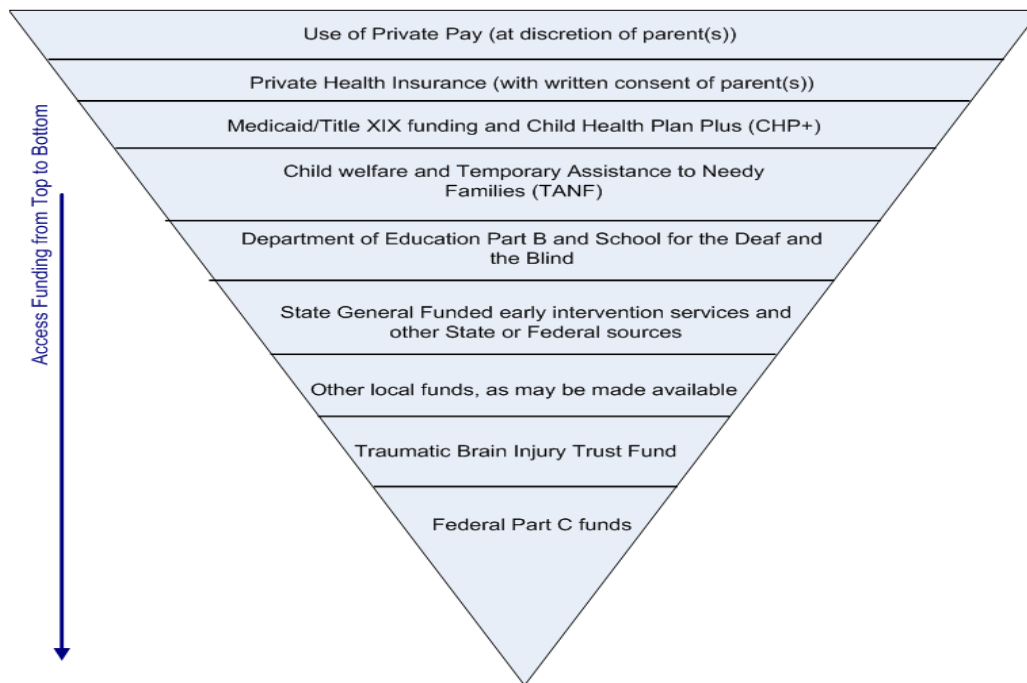 Use of Private Pay (at discretion of parent(s))
Private Health Insurance (with written consent of parent(s))
Medicaid/Title XIX funding and Child Health Plan Plus (CHP+)
Child welfare and Temporary Assistance to Needy
Families (TANF)
Department of Education Part B and School for the Deaf and
the Blind
State General Funded early intervention services and
other State or Federal sources
Other local funds, as may be made available
Traumatic Brain Injury Trust Fund
Federal Part C funds
Access Funding from Top to Bottom